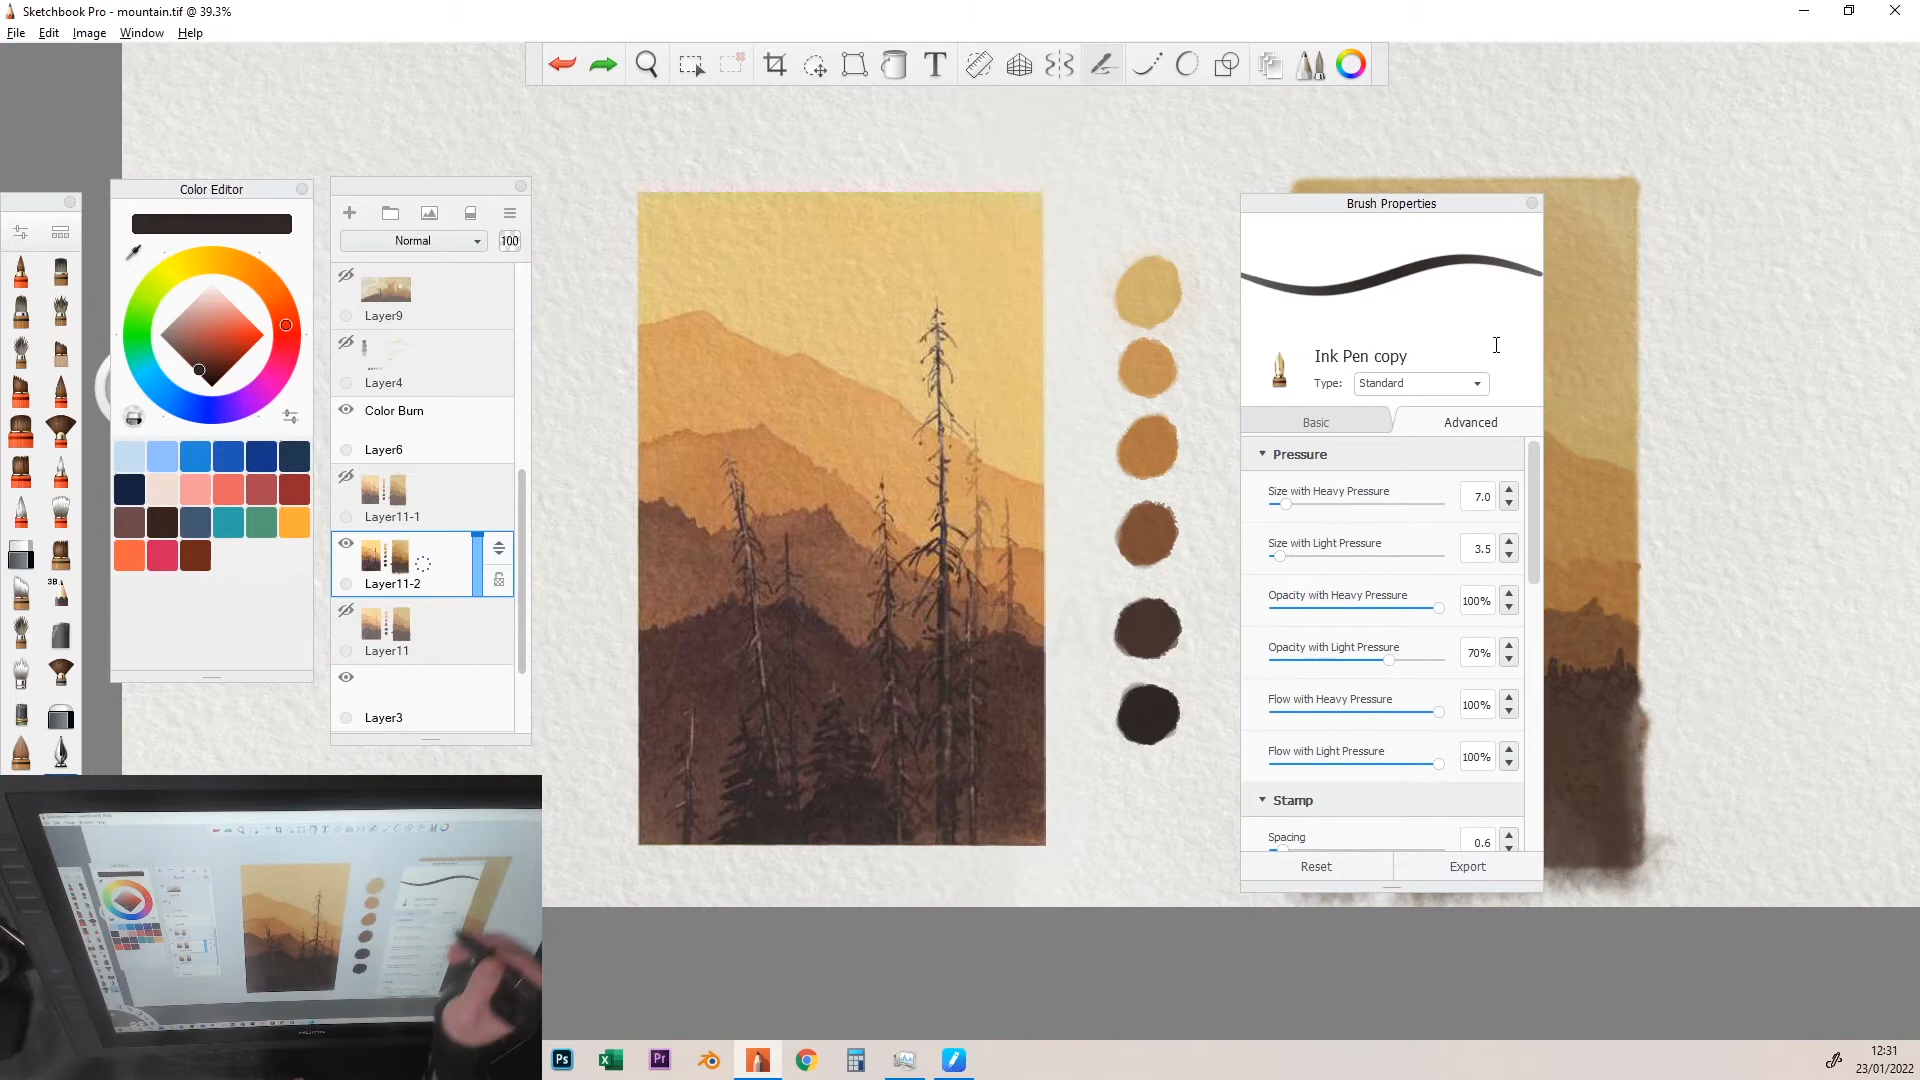 Sketchbook Pro - mountain.tif @ 39.3%
File Edit Image Window Help
T
Color Editor
Normal 100
Layer9
Layer4
Color Burn
Layer6
Layer11-1
Layer11-2
Layer11
Layer3
3B
Brush Properties
Ink Pen copy
Type: Standard
Basic Advanced
Pressure
Size with Heavy Pressure 7.0
Size with Light Pressure 3.5
Opacity with Heavy Pressure 100%
Opacity with Light Pressure 70%
Flow with Heavy Pressure 100%
Flow with Light Pressure 100%
Stamp
Spacing 0.6
Reset Export
HUION
Ps Pr
12:31
23/01/2022